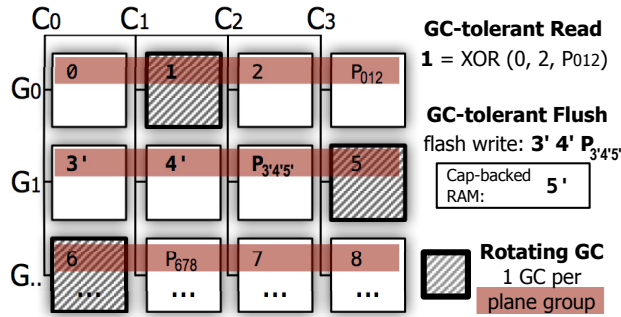 C0 C1 C2 C3
G0 0 1 2 P012
G1 3' 4' P3'4'5' 5
G.. 6 P678 7 8
... ... ... ...
GC-tolerant Read
1 = XOR (0, 2, P012)
GC-tolerant Flush
flash write: 3' 4' P3'4'5'
Cap-backed
RAM: 5'
Rotating GC
1 GC per
plane group